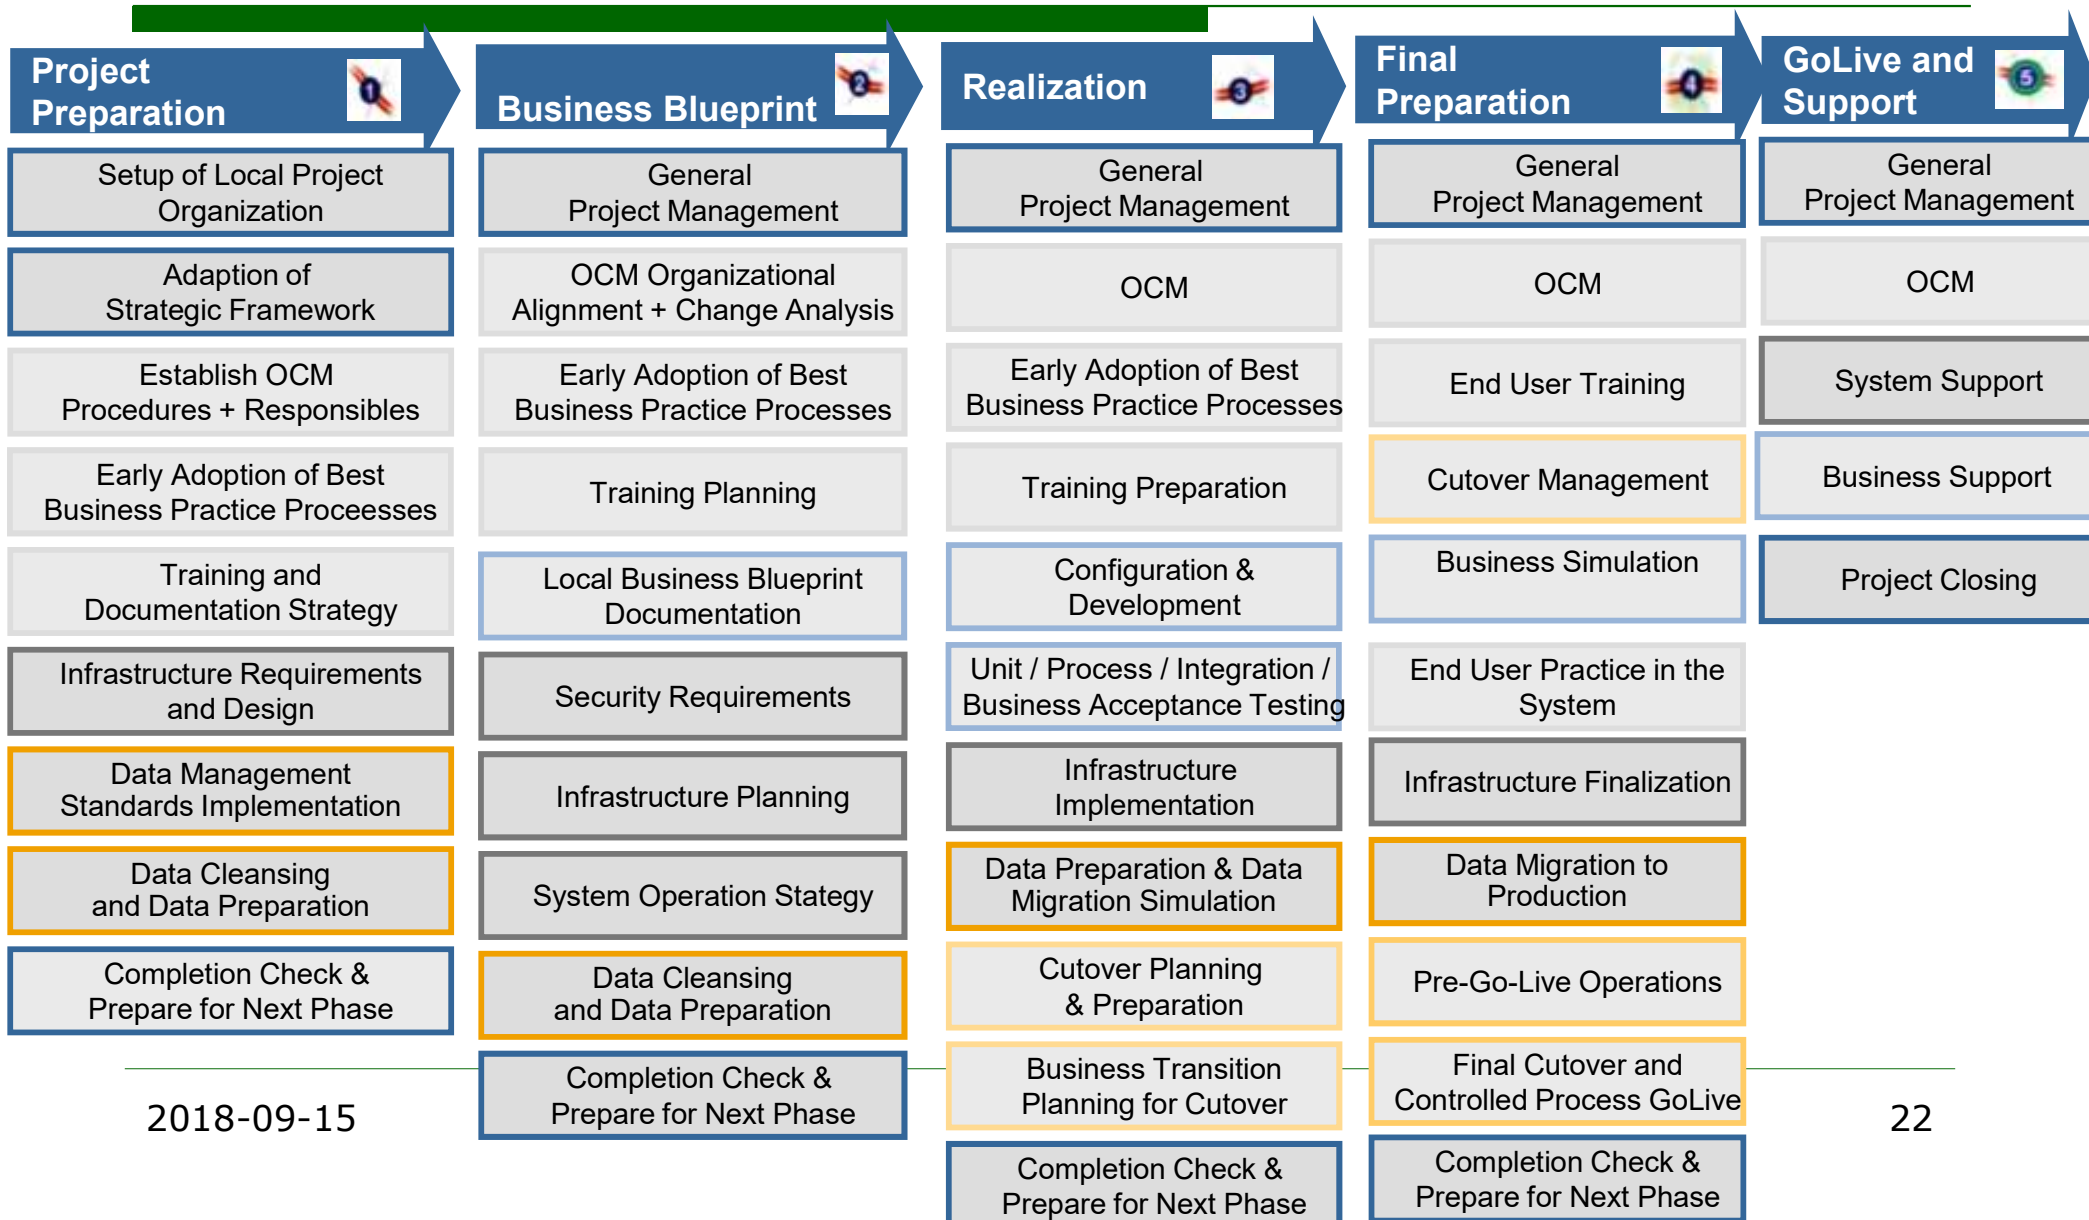 Project
Preparation
1
Business Blueprint
2
Realization
3
Final
Preparation
4
GoLive and
Support
5
Setup of Local Project
Organization
Adaption of
Strategic Framework
Establish OCM
Procedures + Responsibles
Early Adoption of Best
Business Practice Proceesses
Training and
Documentation Strategy
Infrastructure Requirements
and Design
Data Management
Standards Implementation
Data Cleansing
and Data Preparation
Completion Check &
Prepare for Next Phase
General
Project Management
OCM Organizational
Alignment + Change Analysis
Early Adoption of Best
Business Practice Processes
Training Planning
Local Business Blueprint
Documentation
Security Requirements
Infrastructure Planning
System Operation Stategy
Data Cleansing
and Data Preparation
Completion Check &
Prepare for Next Phase
General
Project Management
OCM
Early Adoption of Best
Business Practice Processes
Training Preparation
Configuration &
Development
Unit / Process / Integration /
Business Acceptance Testing
Infrastructure
Implementation
Data Preparation & Data
Migration Simulation
Cutover Planning
& Preparation
Business Transition
Planning for Cutover
Completion Check &
Prepare for Next Phase
General
Project Management
OCM
End User Training
Cutover Management
Business Simulation
End User Practice in the
System
Infrastructure Finalization
Data Migration to
Production
Pre-Go-Live Operations
Final Cutover and
Controlled Process GoLive
Completion Check &
Prepare for Next Phase
General
Project Management
OCM
System Support
Business Support
Project Closing
2018-09-15
22